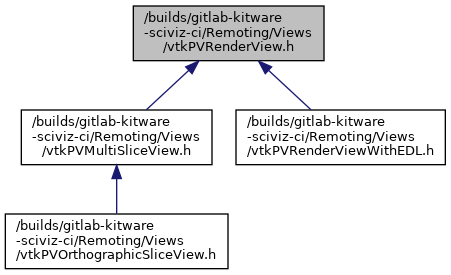 /builds/gitlab-kitware
-sciviz-ci/Remoting/Views
/vtkPVRenderView.h
/builds/gitlab-kitware
-sciviz-ci/Remoting/Views
/vtkPVMultiSliceView.h
/builds/gitlab-kitware
-sciviz-ci/Remoting/Views
/vtkPVRenderViewWithEDL.h
/builds/gitlab-kitware
-sciviz-ci/Remoting/Views
/vtkPVOrthographicSliceView.h